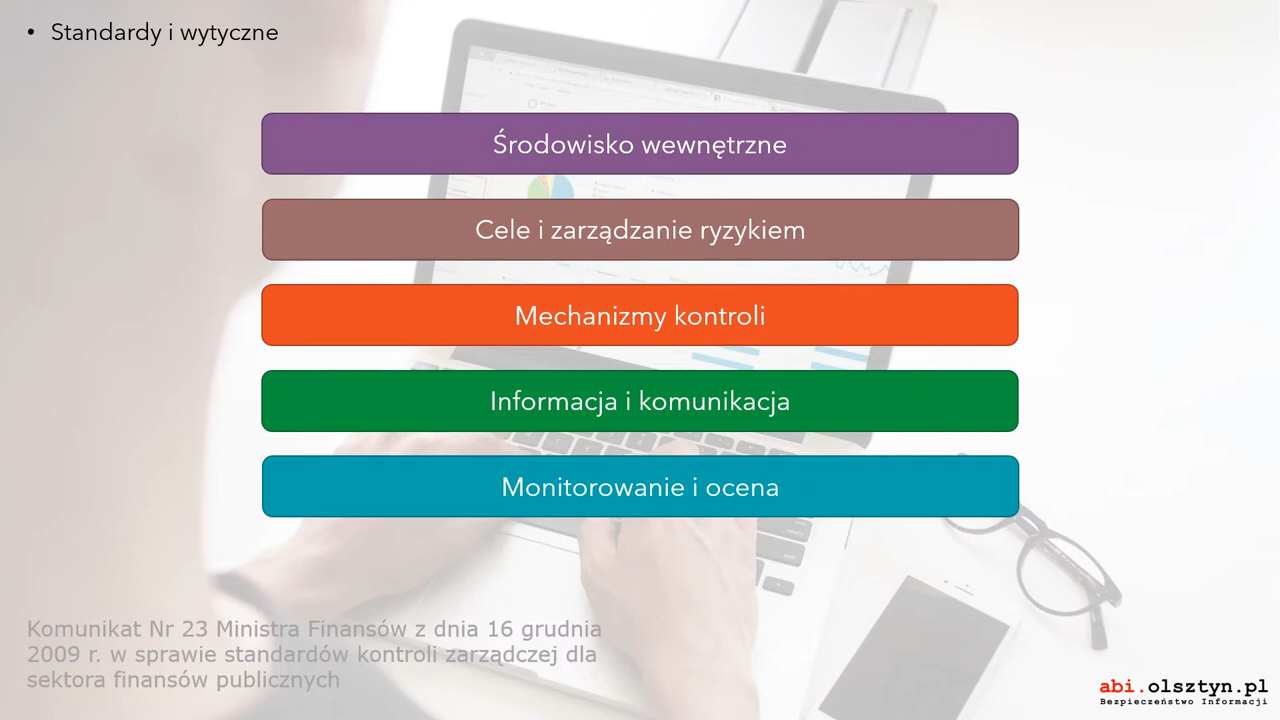 • Standardy i wytyczne
Środowisko wewnętrzne
Cele i zarządzanie ryzykiem
Mechanizmy kontroli
Informacja i komunikacja
Monitorowanie i ocena
Komunikat Nr 23 Ministra Finansów z dnia 16 grudnia
2009 r. w sprawie standardów kontroli zarządczej dla
sektora finansów publicznych
abi.olsztyn.pl
Bezpieczeństwo Informacji